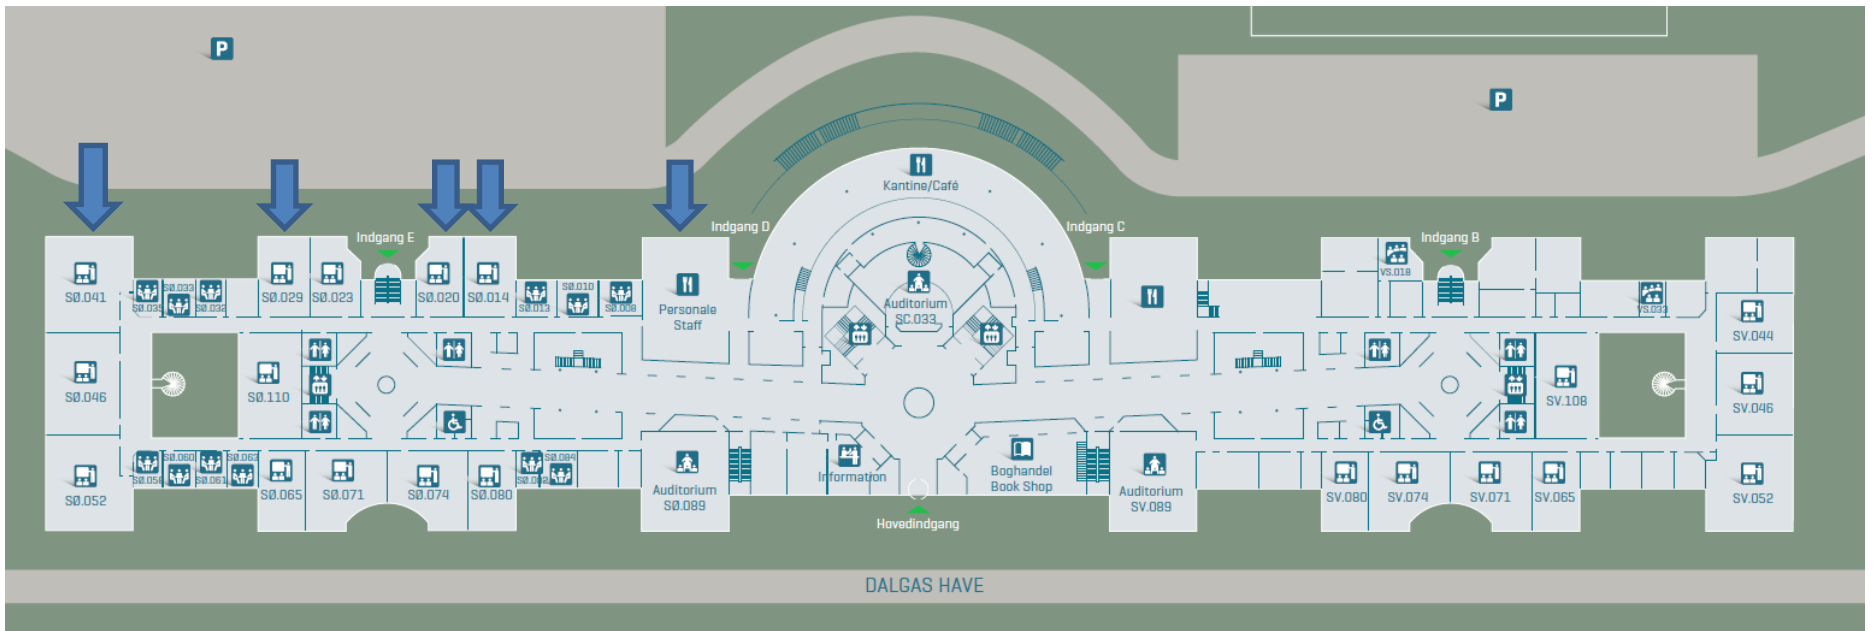 P
P
Kantine/Café
Indgang D
Indgang C
Indgang E
Indgang B
SØ.041
SØ.033
SØ.035
SØ.032
SØ.029
SØ.023
SØ.020
SØ.014
SØ.010
SØ.013
SØ.008
Personale
Staff
Auditorium
SC.033
VS.018
VS.033
SV.044
SØ.046
SØ.110
SV.108
SV.046
SØ.052
SØ.060
SØ.063
SØ.061
SØ.065
SØ.071
SØ.074
SØ.080
SØ.084
Auditorium
SØ.089
Information
Boghandel
Book Shop
Auditorium
SV.089
SV.080
SV.074
SV.071
SV.065
SV.052
Hovedindgang
DALGAS HAVE